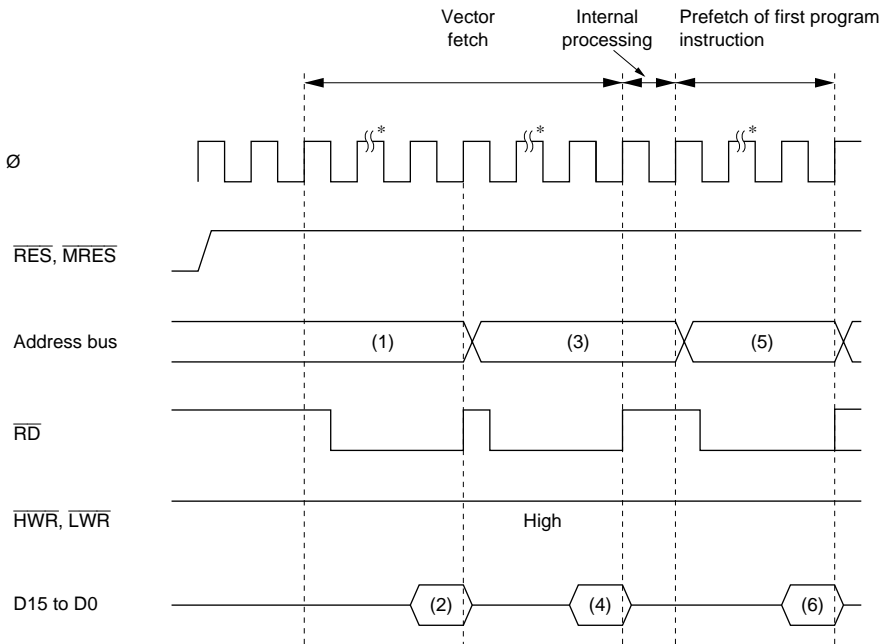 Vector
fetch
Internal
processing
Prefetch of first program
instruction
Ø
*
*
*
RES, MRES
Address bus
(1)
(3)
(5)
RD
HWR, LWR
High
D15 to D0
(2)
(4)
(6)